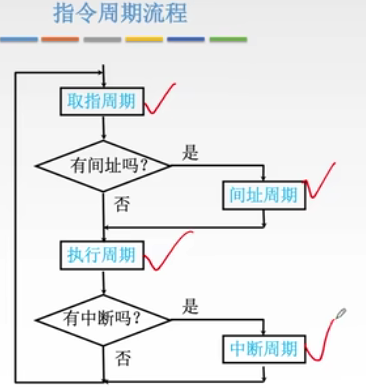 指令周期流程
取指周期
有间址吗?
是
间址周期
否
执行周期
有中断吗?
是
中断周期
否